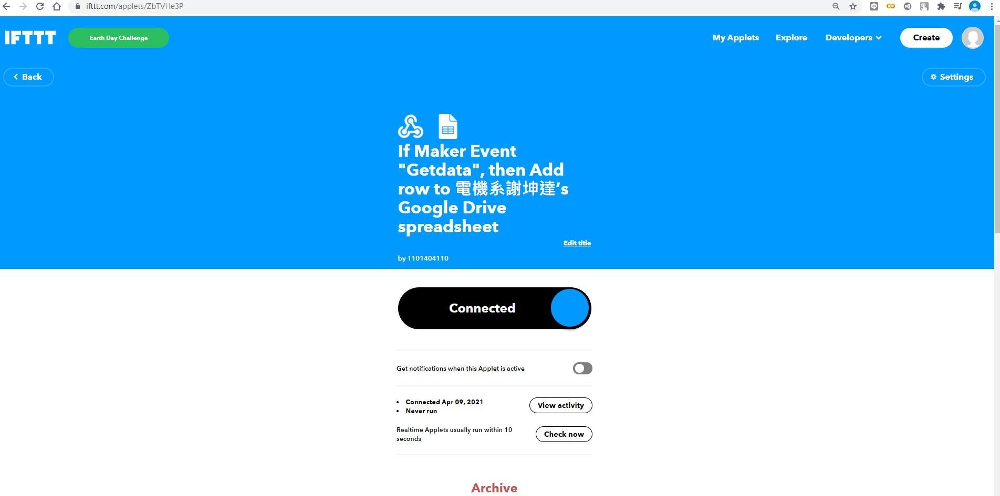 ifttt.com/applets/ZbTVHe3P
IFTTT
Earth Day Challenge
My Applets
Explore
Developers
Create
Back
Settings
If Maker Event
"Getdata", then Add
row to 電機系謝坤達’s
Google Drive
spreadsheet
Edit title
by 1101404110
Connected
Get notifications when this Applet is active
• Connected Apr 09, 2021
• Never run
View activity
Realtime Applets usually run within 10
seconds
Check now
Archive